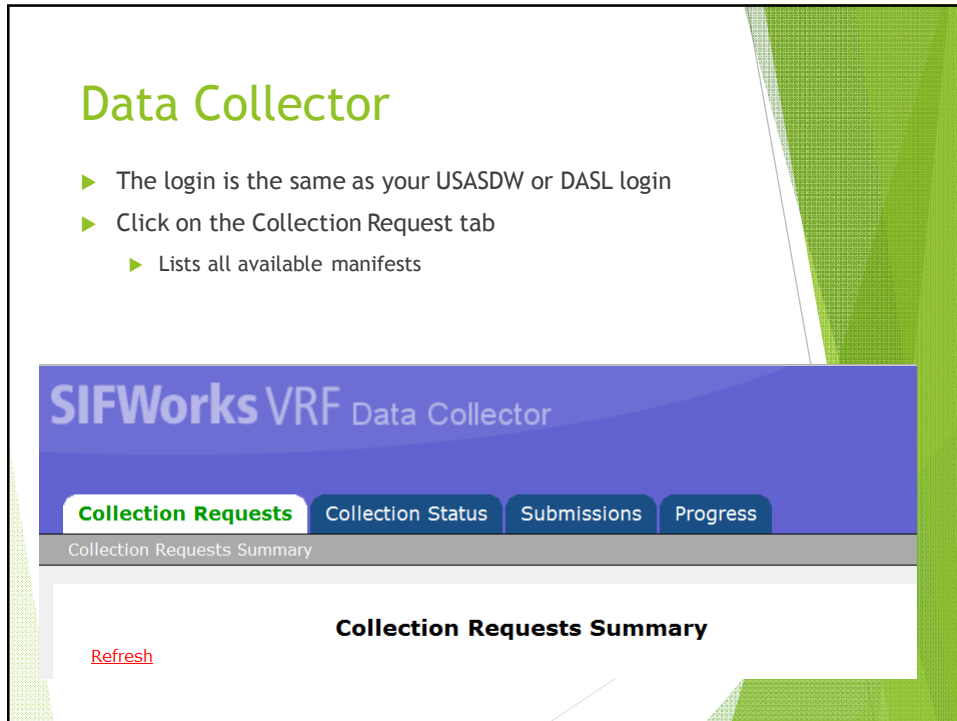 Data Collector
The login is the same as your USASDW or DASL login
Click on the Collection Request tab
Lists all available manifests
SIFWorks VRF Data Collector
Collection Requests Collection Status Submissions Progress
Collection Requests Summary
Collection Requests Summary
Refresh